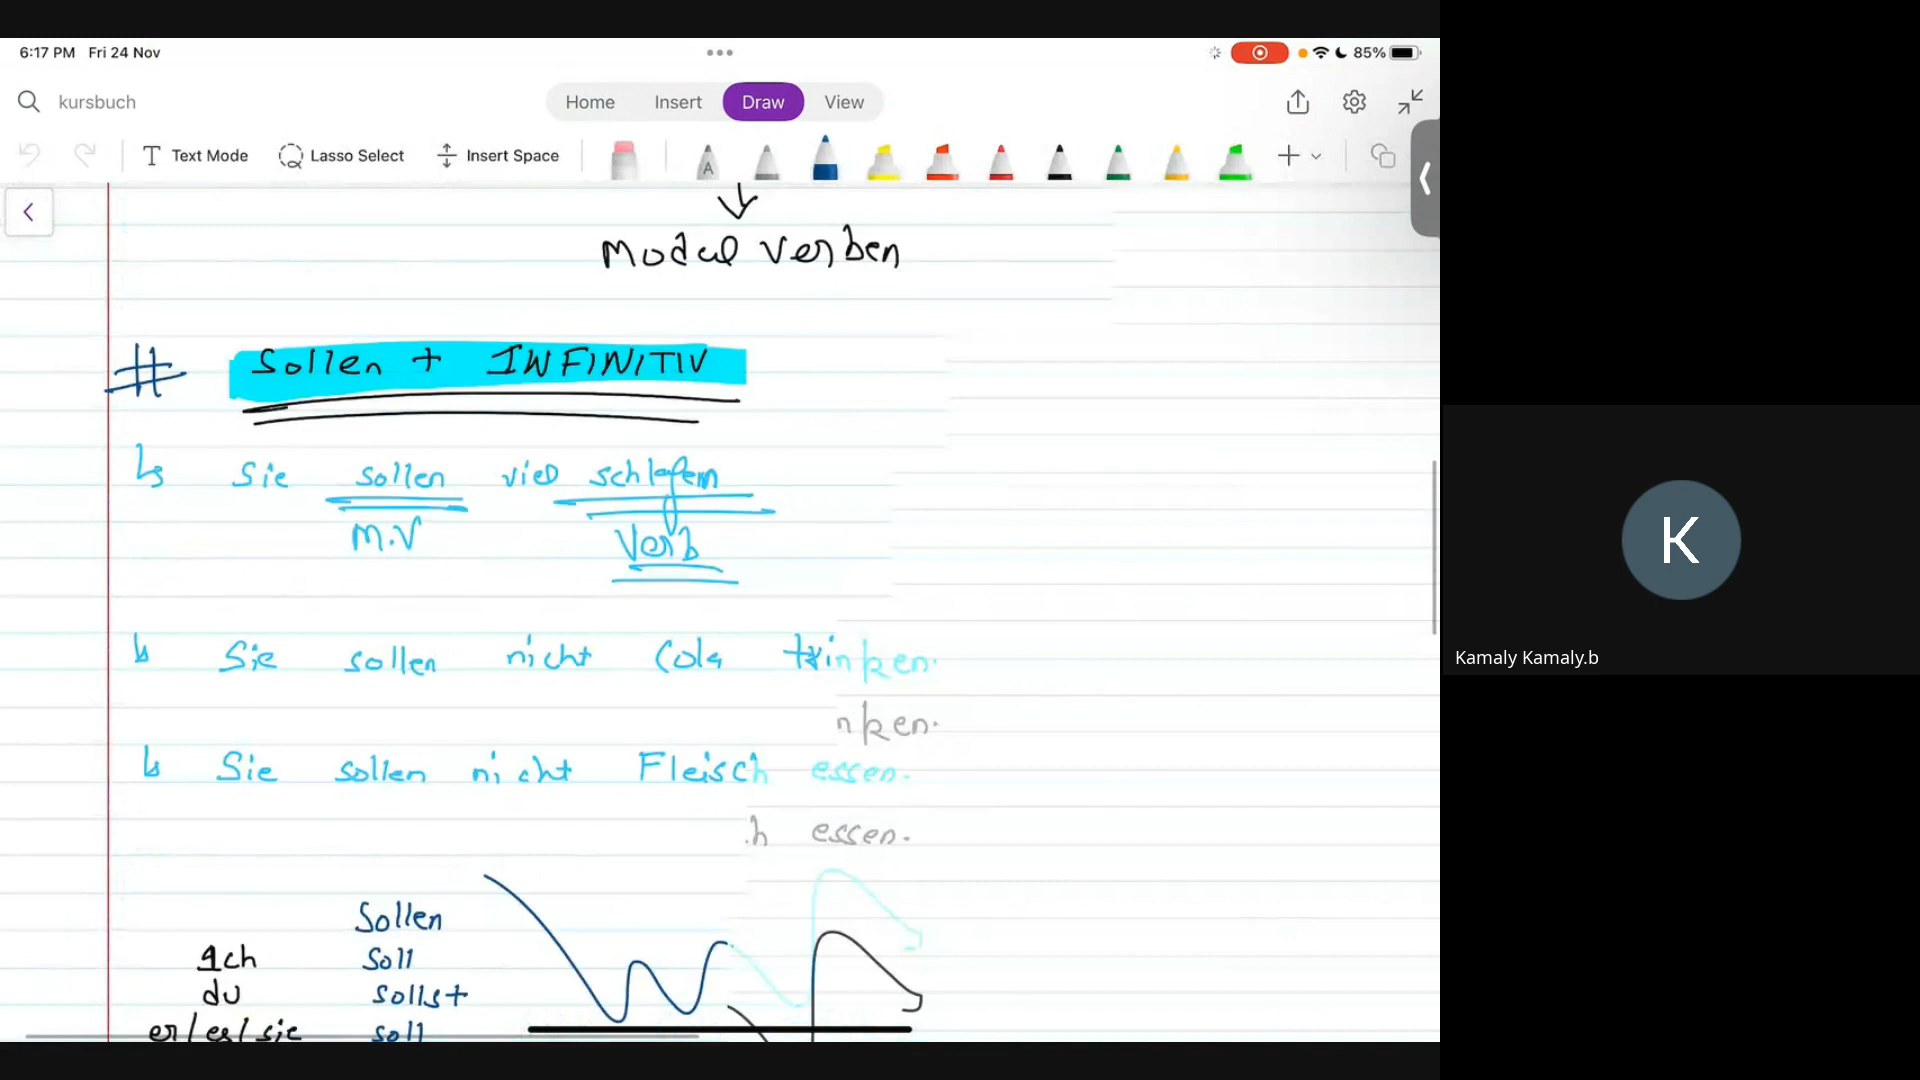 6:17 PM Fri 24 Nov
85%
kursbuch
Home Insert Draw View
Text Mode Lasso Select Insert Space
A
Modal Verben
# Sollen + INFINITIV
↳ Sie sollen viel schlafen
M.V Verb
↳ Sie sollen nicht Cola trinken.
nken.
↳ Sie sollen nicht Fleisch essen.
h essen.
Sollen
Ich Soll
du sollst
er/es/sie soll
K
Kamaly Kamaly.b